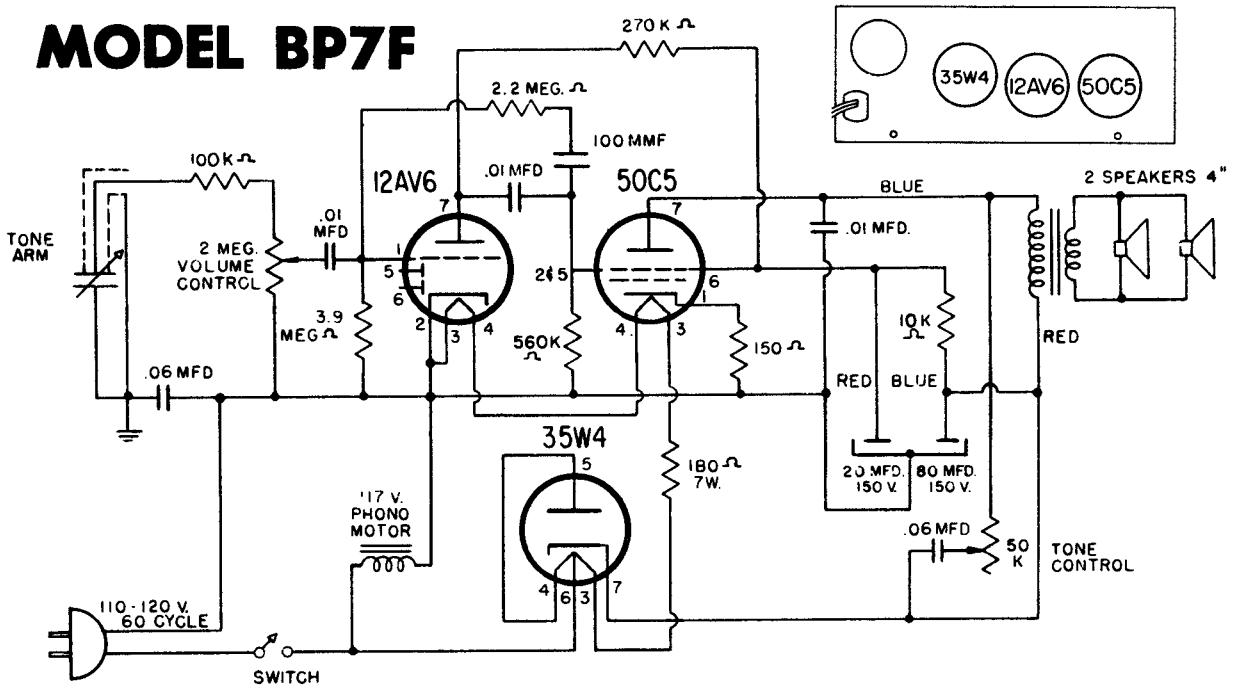 MODEL BP7F
270 K Ω
2.2 MEG. Ω
100 MMF
35W4
12AV6
50C5
100 K Ω
12AV6
.01 MFD
50C5
BLUE
2 SPEAKERS 4"
TONE
ARM
.01
MFD
7
7
.01 MFD.
2 MEG.
VOLUME
CONTROL
1
5
6
2¢5
6
1
3.9
MEG Ω
2
3
4
560K
Ω
4.
3
150 Ω
10 K
Ω
RED
.06 MFD
RED
BLUE
35W4
5
180 Ω
7W.
20 MFD.
150 V.
80 MFD.
150 V.
'17 V.
PHONO
MOTOR
.06 MFD
50
K
TONE
CONTROL
4
6
3
7
110-120 V.
60 CYCLE
SWITCH